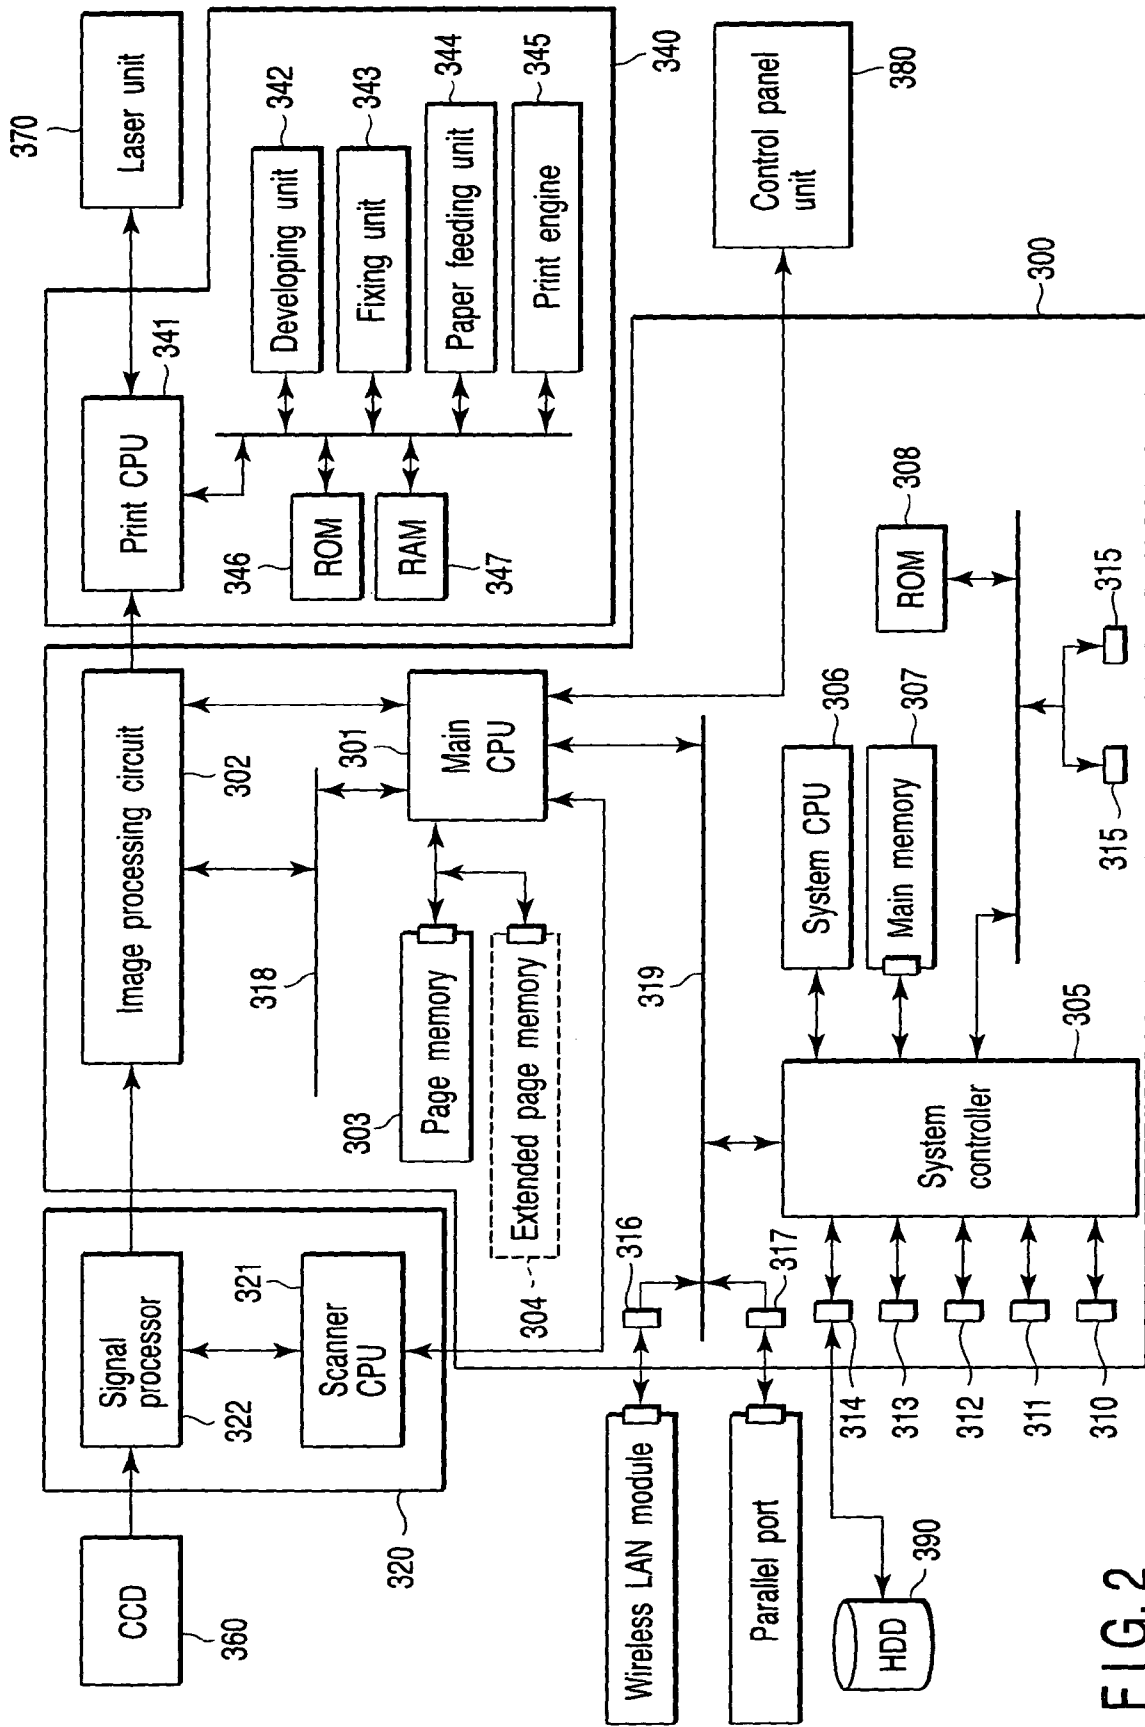 CCD
360
Signal
processor
322
Scanner
CPU
321
320
Image processing circuit
302
318
Main
CPU
301
Page memory
303
Extended page memory
304
Print CPU
341
Laser unit
370
Developing unit
342
Fixing unit
343
Paper feeding unit
344
Print engine
345
ROM
346
RAM
347
340
Control panel
unit
380
300
Wireless LAN module
316
Parallel port
317
319
HDD
390
314
313
312
311
310
System
controller
305
System CPU
306
Main memory
307
ROM
308
315
315
FIG. 2